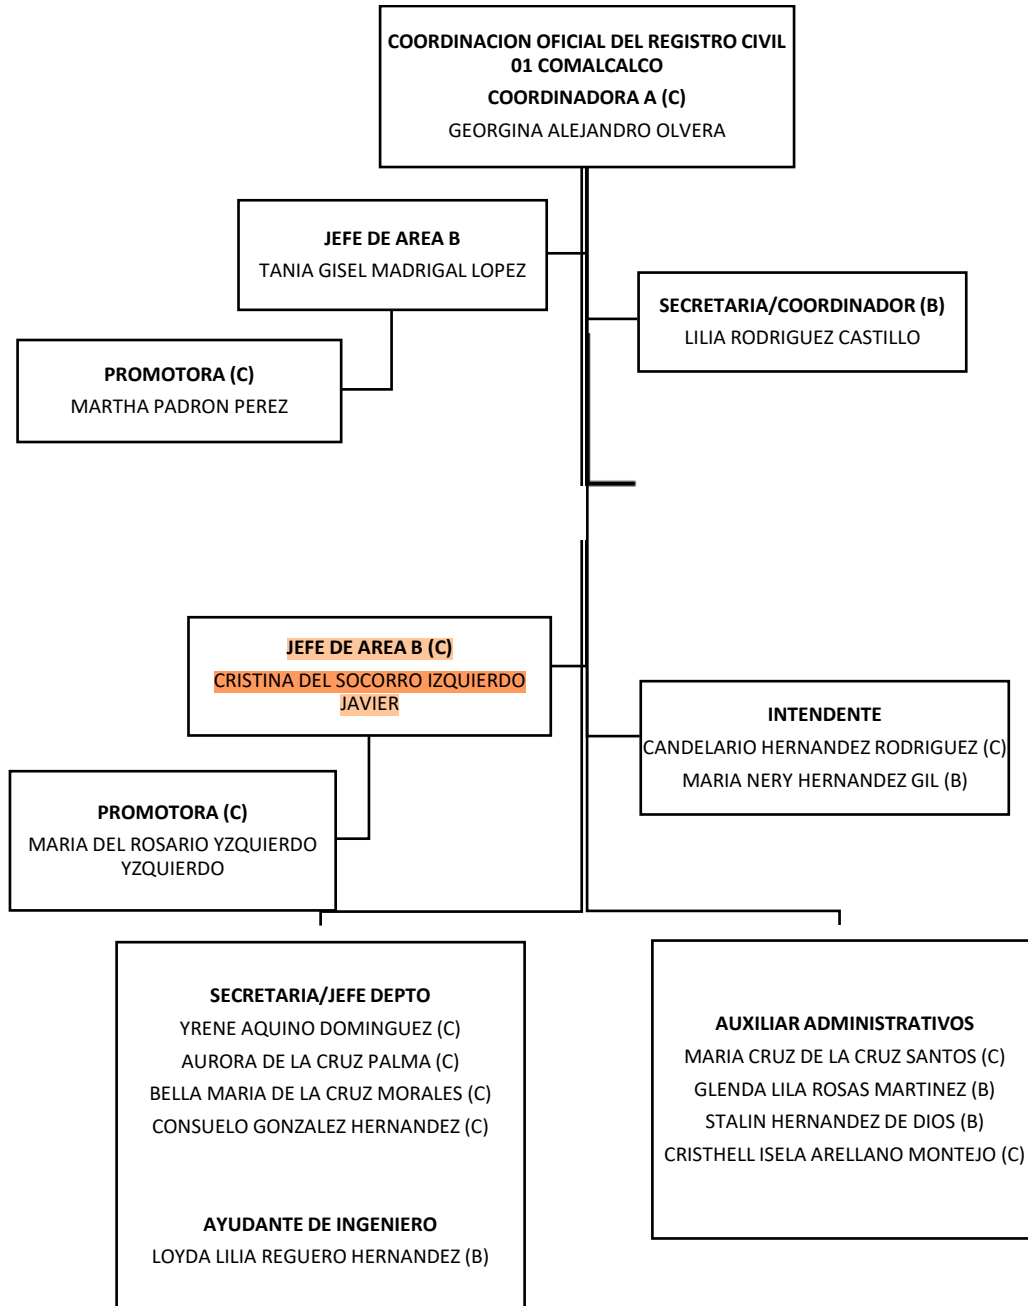 COORDINACION OFICIAL DEL REGISTRO CIVIL
01 COMALCALCO
COORDINADORA A (C)
GEORGINA ALEJANDRO OLVERA
JEFE DE AREA B
TANIA GISEL MADRIGAL LOPEZ
SECRETARIA/COORDINADOR (B)
LILIA RODRIGUEZ CASTILLO
PROMOTORA (C)
MARTHA PADRON PEREZ
JEFE DE AREA B (C)
CRISTINA DEL SOCORRO IZQUIERDO
JAVIER
INTENDENTE
CANDELARIO HERNANDEZ RODRIGUEZ (C)
MARIA NERY HERNANDEZ GIL (B)
PROMOTORA (C)
MARIA DEL ROSARIO YZQUIERDO
YZQUIERDO
SECRETARIA/JEFE DEPTO
YRENE AQUINO DOMINGUEZ (C)
AURORA DE LA CRUZ PALMA (C)
BELLA MARIA DE LA CRUZ MORALES (C)
CONSUELO GONZALEZ HERNANDEZ (C)
AYUDANTE DE INGENIERO
LOYDA LILIA REGUERO HERNANDEZ (B)
AUXILIAR ADMINISTRATIVOS
MARIA CRUZ DE LA CRUZ SANTOS (C)
GLENDA LILA ROSAS MARTINEZ (B)
STALIN HERNANDEZ DE DIOS (B)
CRISTHELL ISELA ARELLANO MONTEJO (C)